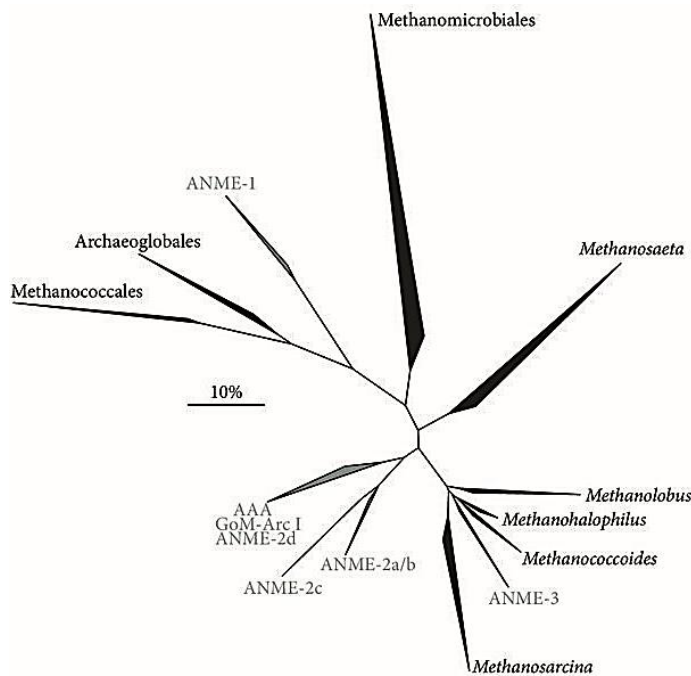 Methanomicrobiales
ANME-1
Archaeoglobales
Methanosaeta
Methanococcales
10%
AAA
GoM-Arc I
ANME-2d
ANME-2c
ANME-2a/b
Methanolobus
Methanohalophilus
Methanococcoides
ANME-3
Methanosarcina